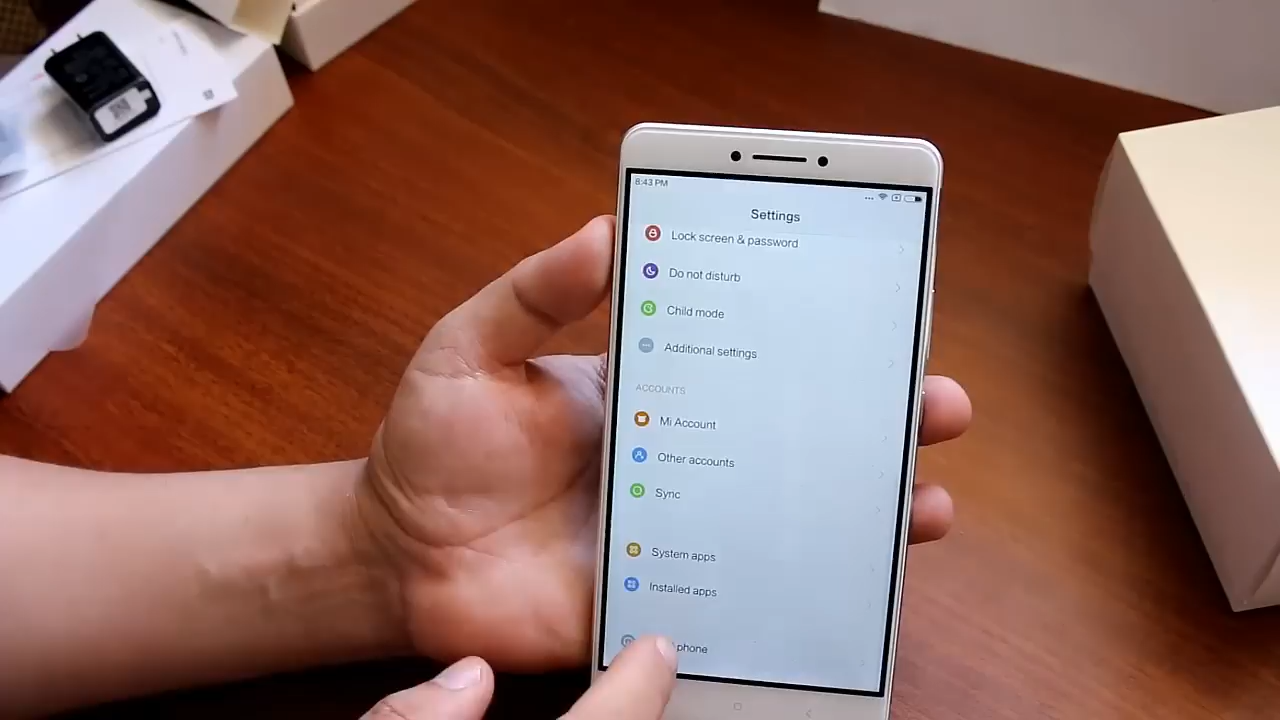 8:43 PM
Settings
Lock screen & password
Do not disturb
Child mode
Additional settings
ACCOUNTS
Mi Account
Other accounts
Sync
System apps
Installed apps
phone